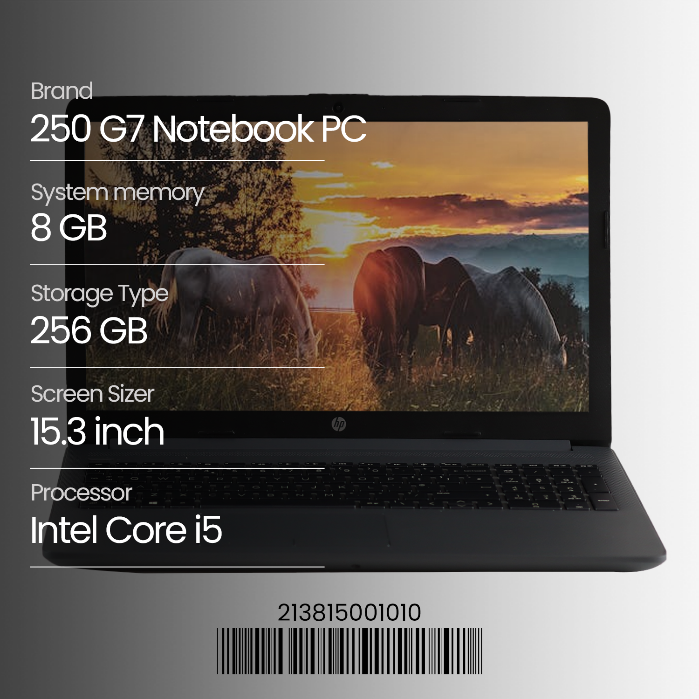 Brand
250 G7 Notebook PC
System memory
8 GB
Storage Type
256 GB
Screen Sizer
15.3 inch
hp
Processor
Intel Core i5
213815001010